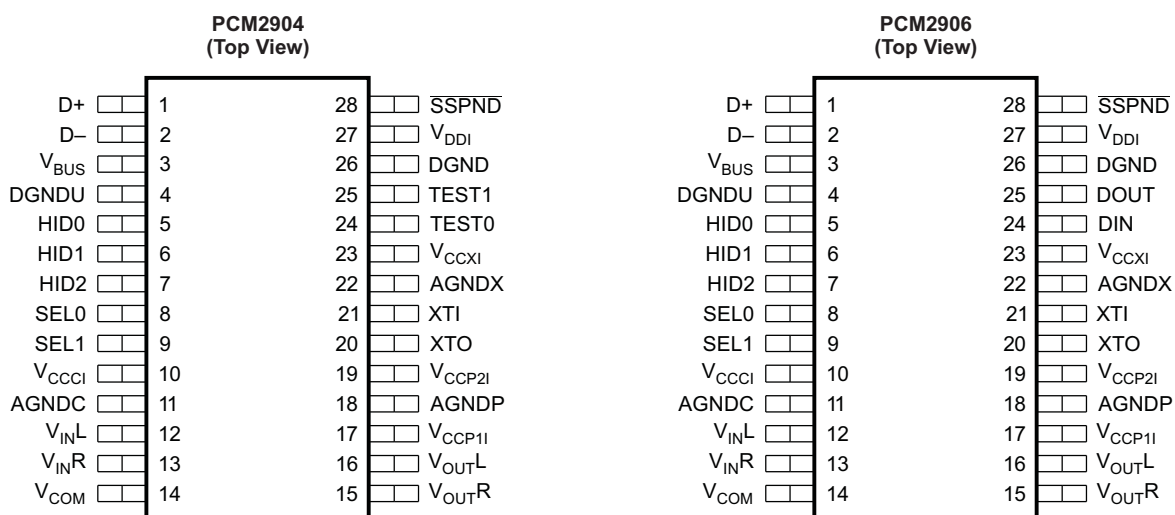 PCM2904
(Top View)
D+ 1 28 SSPND
D– 2 27 VDDI
VBUS 3 26 DGND
DGNDU 4 25 TEST1
HID0 5 24 TEST0
HID1 6 23 VCCXI
HID2 7 22 AGNDX
SEL0 8 21 XTI
SEL1 9 20 XTO
VCCCI 10 19 VCCP2I
AGNDC 11 18 AGNDP
VINL 12 17 VCCP1I
VINR 13 16 VOUTL
VCOM 14 15 VOUTR
PCM2906
(Top View)
D+ 1 28 SSPND
D– 2 27 VDDI
VBUS 3 26 DGND
DGNDU 4 25 DOUT
HID0 5 24 DIN
HID1 6 23 VCCXI
HID2 7 22 AGNDX
SEL0 8 21 XTI
SEL1 9 20 XTO
VCCCI 10 19 VCCP2I
AGNDC 11 18 AGNDP
VINL 12 17 VCCP1I
VINR 13 16 VOUTL
VCOM 14 15 VOUTR